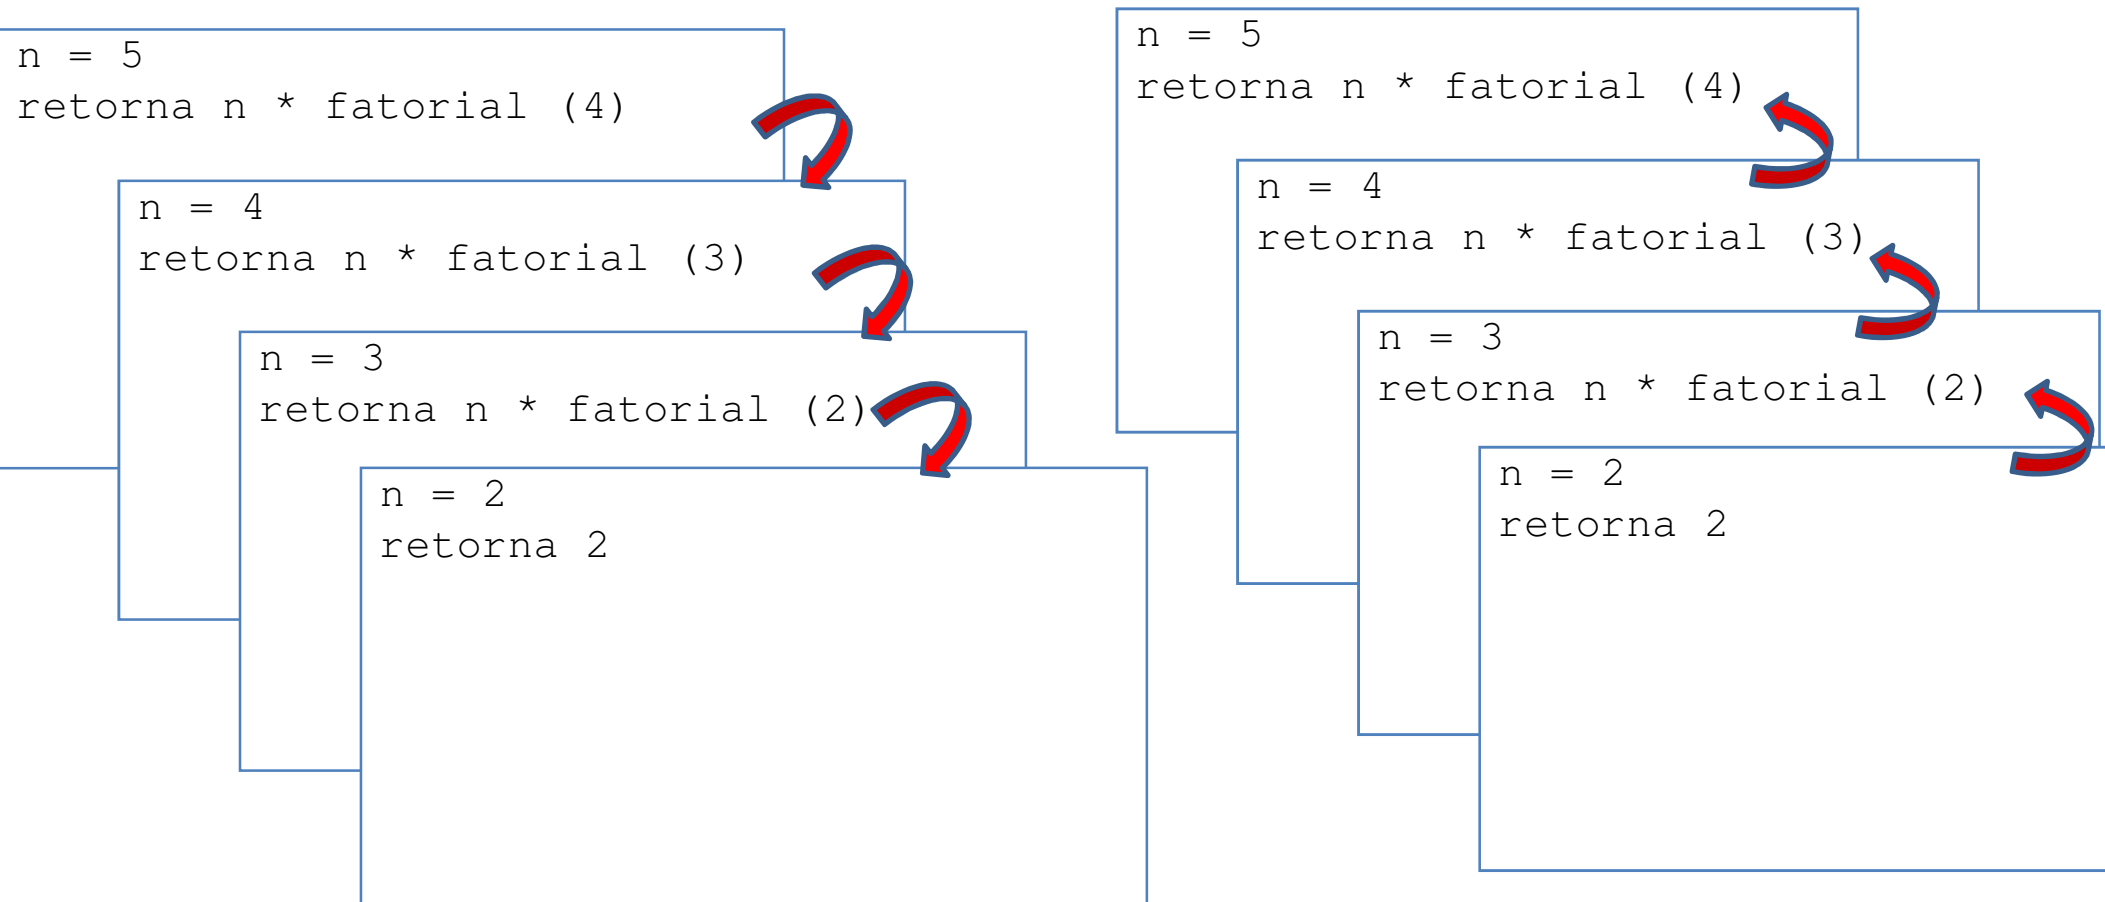 n = 5
retorna n * fatorial (4)
n = 4
retorna n * fatorial (3)
n = 3
retorna n * fatorial (2)
n = 2
retorna 2
n = 5
retorna n * fatorial (4)
n = 4
retorna n * fatorial (3)
n = 3
retorna n * fatorial (2)
n = 2
retorna 2